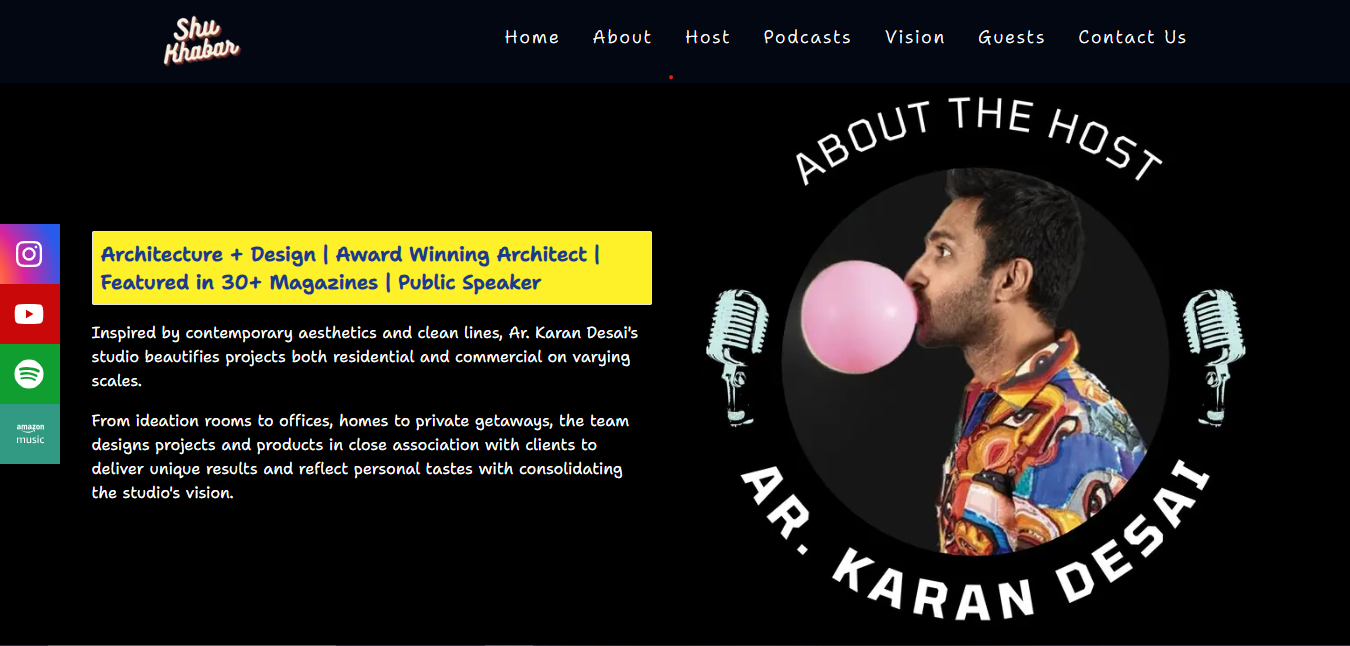 Shu
Khabar
Home About Host Podcasts Vision Guests Contact Us
ABOUT THE HOST
Architecture + Design | Award Winning Architect |
Featured in 30+ Magazines | Public Speaker
Inspired by contemporary aesthetics and clean lines, Ar. Karan Desai's
studio beautifies projects both residential and commercial on varying
scales.
From ideation rooms to offices, homes to private getaways, the team
designs projects and products in close association with clients to
deliver unique results and reflect personal tastes with consolidating
the studio's vision.
amazon
music
AR. KARAN DESAI